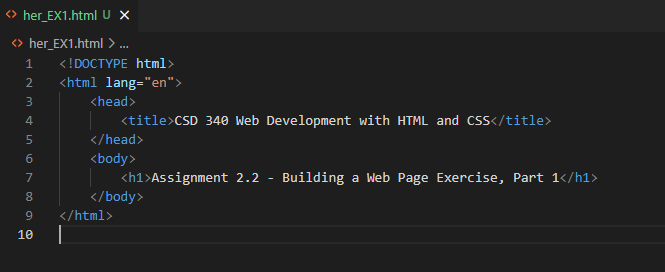 her_EX1.html U ×
her_EX1.html > ...
1 <!DOCTYPE html>
2 <html lang="en">
3     <head>
4         <title>CSD 340 Web Development with HTML and CSS</title>
5     </head>
6     <body>
7         <h1>Assignment 2.2 - Building a Web Page Exercise, Part 1</h1>
8     </body>
9 </html>
10